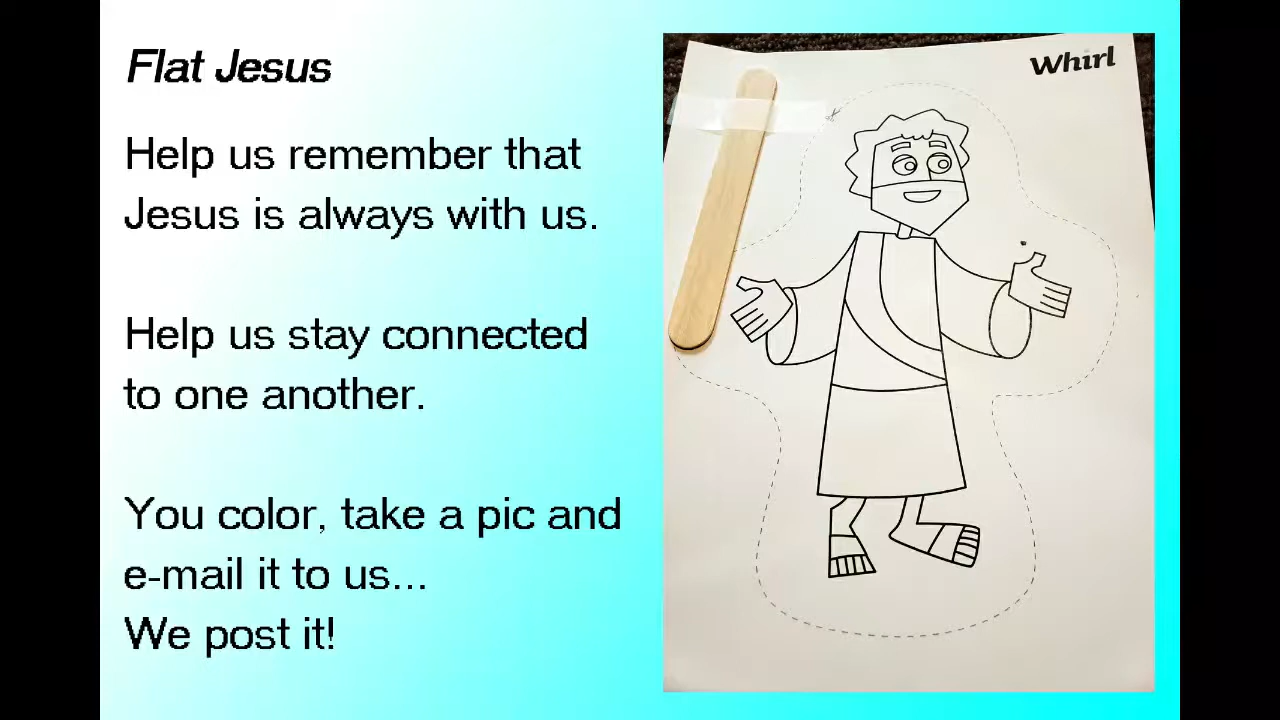 Flat Jesus
Help us remember that
Jesus is always with us.
Help us stay connected
to one another.
You color, take a pic and
e-mail it to us...
We post it!
Whirl